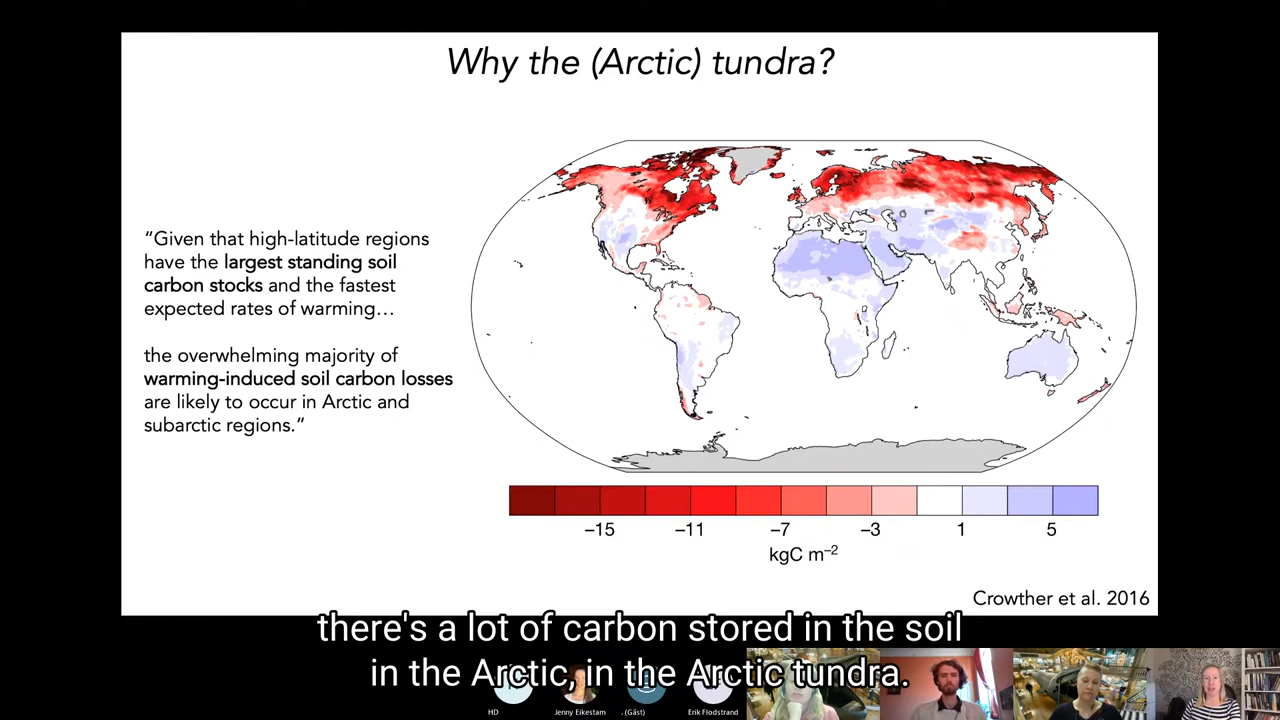 Why the (Arctic) tundra?
“Given that high-latitude regions
have the largest standing soil
carbon stocks and the fastest
expected rates of warming…
the overwhelming majority of
warming-induced soil carbon losses
are likely to occur in Arctic and
subarctic regions.”
−15 −11 −7 −3 1 5
kgC m−2
Crowther et al. 2016
there's a lot of carbon stored in the soil
in the Arctic, in the Arctic tundra.
HD Jenny Eikestam . (Gäst) Erik Flodstrand